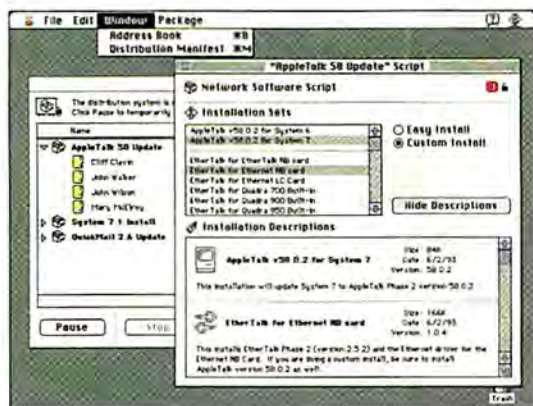 File Edit Window Package
Address Book ⌘B
Distribution Manifest ⌘M
The distribution system is
Click Pause to temporarily
Name
AppleTalk 58 Update
Cliff Clavin
John Walker
John Wilson
Mary McElroy
System 7.1 Install
QuickMail 2.6 Update
Pause
Stop
"AppleTalk 58 Update" Script
Network Software Script
Installation Sets
AppleTalk v58.0.2 for System 6
AppleTalk v58.0.2 for System 7
EtherTalk for EtherTalk NB card
EtherTalk for Ethernet NB card
EtherTalk for Ethernet LC Card
EtherTalk for Quadra 700 Built-in
EtherTalk for Quadra 900 Built-in
EtherTalk for Quadra 950 Built-in
Easy Install
Custom Install
Hide Descriptions
Installation Descriptions
AppleTalk v58.0.2 for System 7
Size: 84K
Date: 6/2/93
Version: 58.0.2
This installation will update System 7 to AppleTalk Phase 2 version 58.0.2
EtherTalk for Ethernet NB card
Size: 166K
Date: 6/2/93
Version: 1.0.4
This installs EtherTalk Phase 2 (version 2.5.2) and the Ethernet driver for the
Ethernet NB Card. If you are doing a custom install, be sure to install
AppleTalk version 58.0.2 as well.
Trash